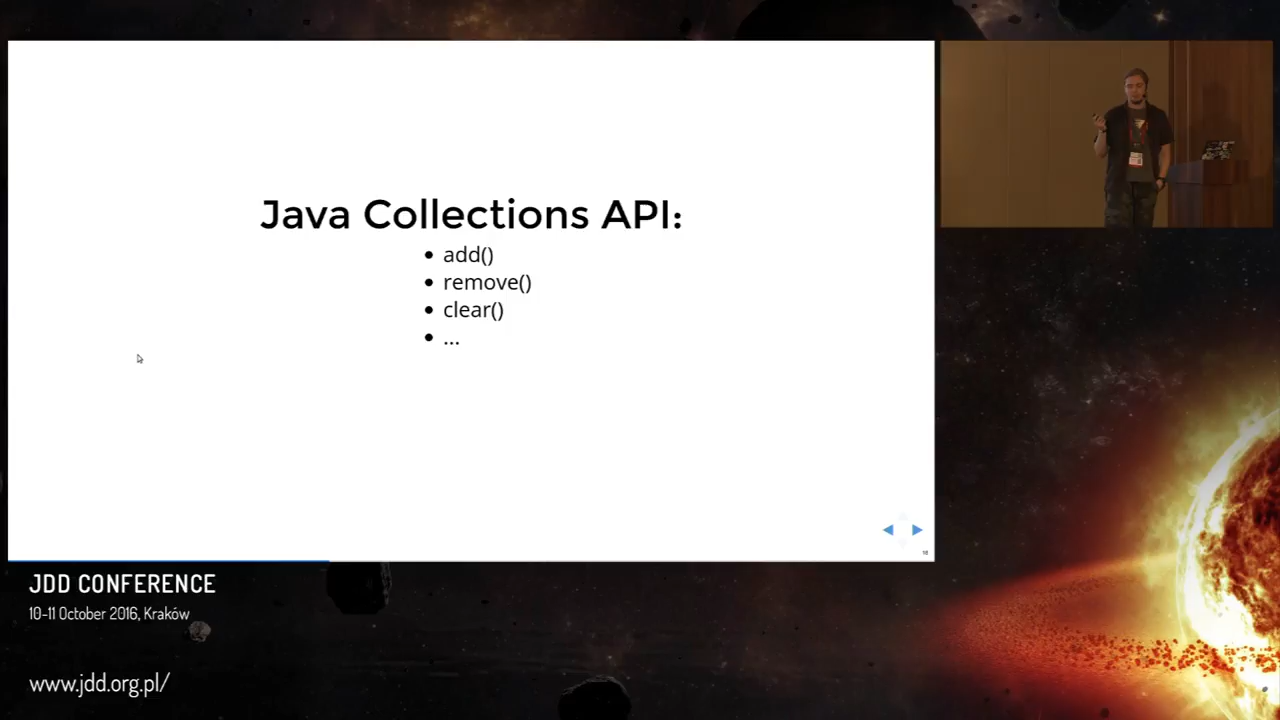 Java Collections API:
• add()
• remove()
• clear()
• ...
JDD CONFERENCE
10-11 October 2016, Kraków
www.jdd.org.pl/